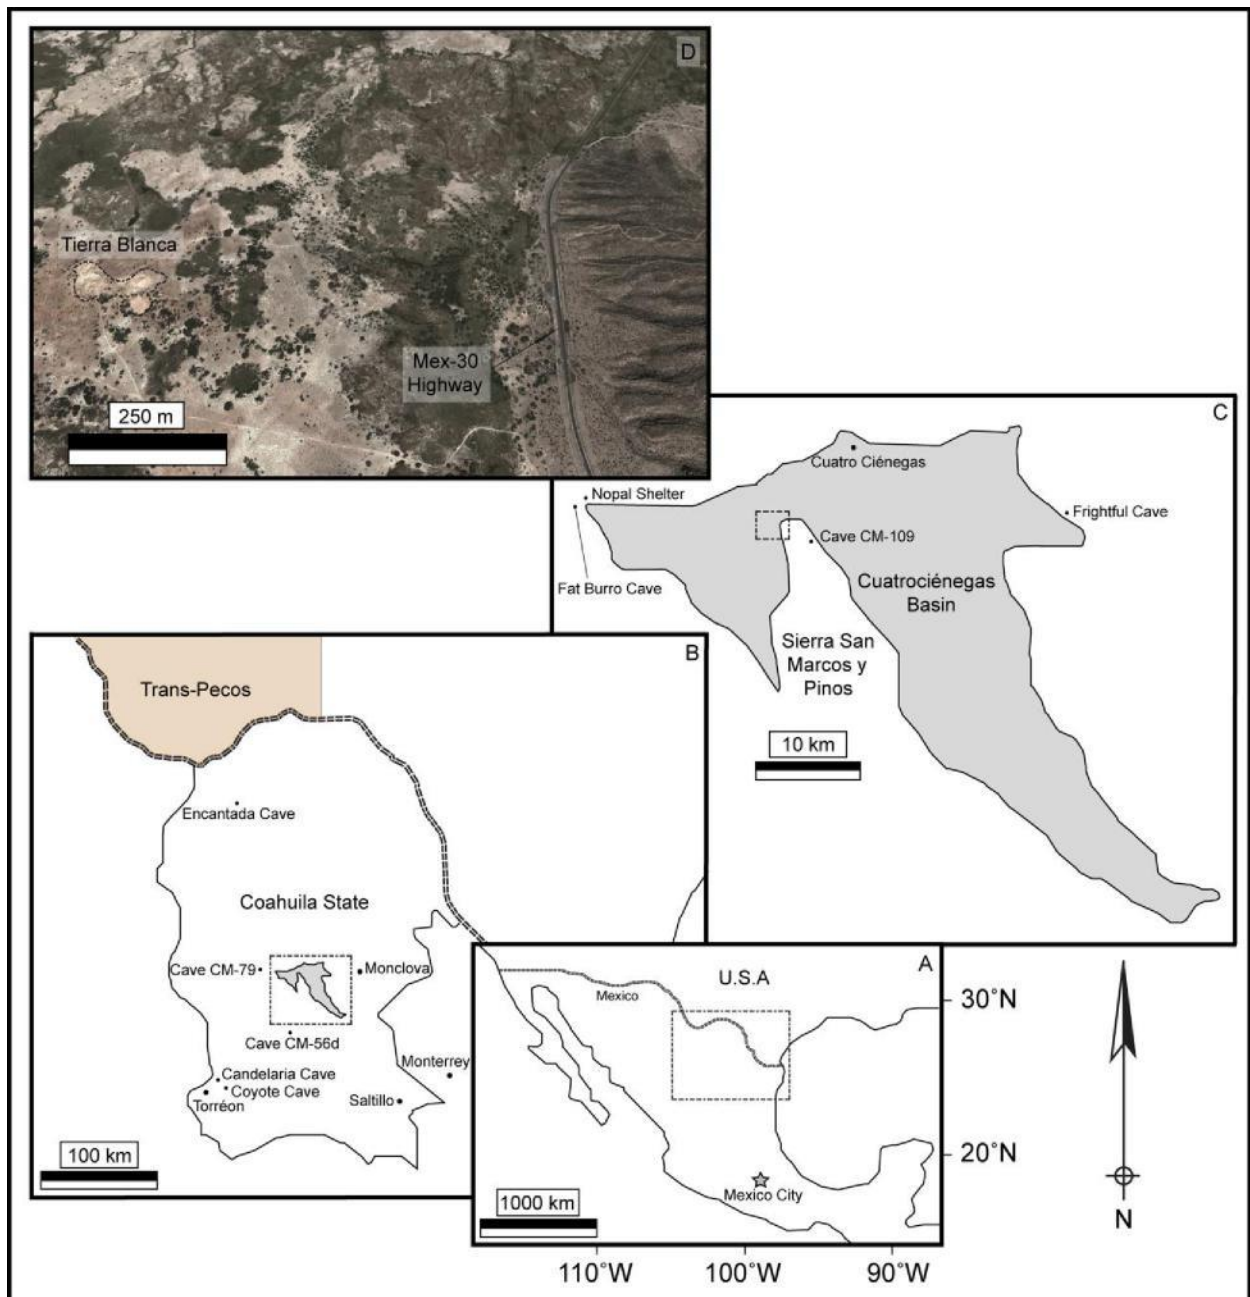 D
Tierra Blanca
Mex-30
Highway
250 m
C
Cuatro Ciénegas
Nopal Shelter
Frightful Cave
Cave CM-109
Fat Burro Cave
Cuatrociénegas
Basin
Sierra San
Marcos y
Pinos
10 km
B
Trans-Pecos
Encantada Cave
Coahuila State
Cave CM-79
Monclova
Cave CM-56d
Monterrey
Candelaria Cave
Coyote Cave
Torréon
Saltillo
100 km
A
U.S.A
Mexico
30°N
20°N
Mexico City
1000 km
N
110°W
100°W
90°W